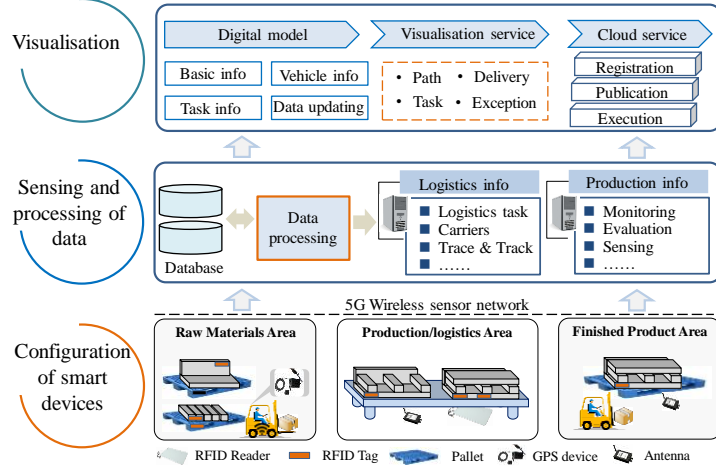 Visualisation
Digital model
Visualisation service
Cloud service
Basic info
Vehicle info
Task info
Data updating
• Path • Delivery
• Task • Exception
Registration
Publication
Execution
Sensing and
processing of
data
Database
Data
processing
Logistics info
Logistics task
Carriers
Trace & Track
……
Production info
Monitoring
Evaluation
Sensing
……
5G Wireless sensor network
Configuration
of smart
devices
Raw Materials Area
Production/logistics Area
Finished Product Area
RFID Reader
RFID Tag
Pallet
GPS device
Antenna